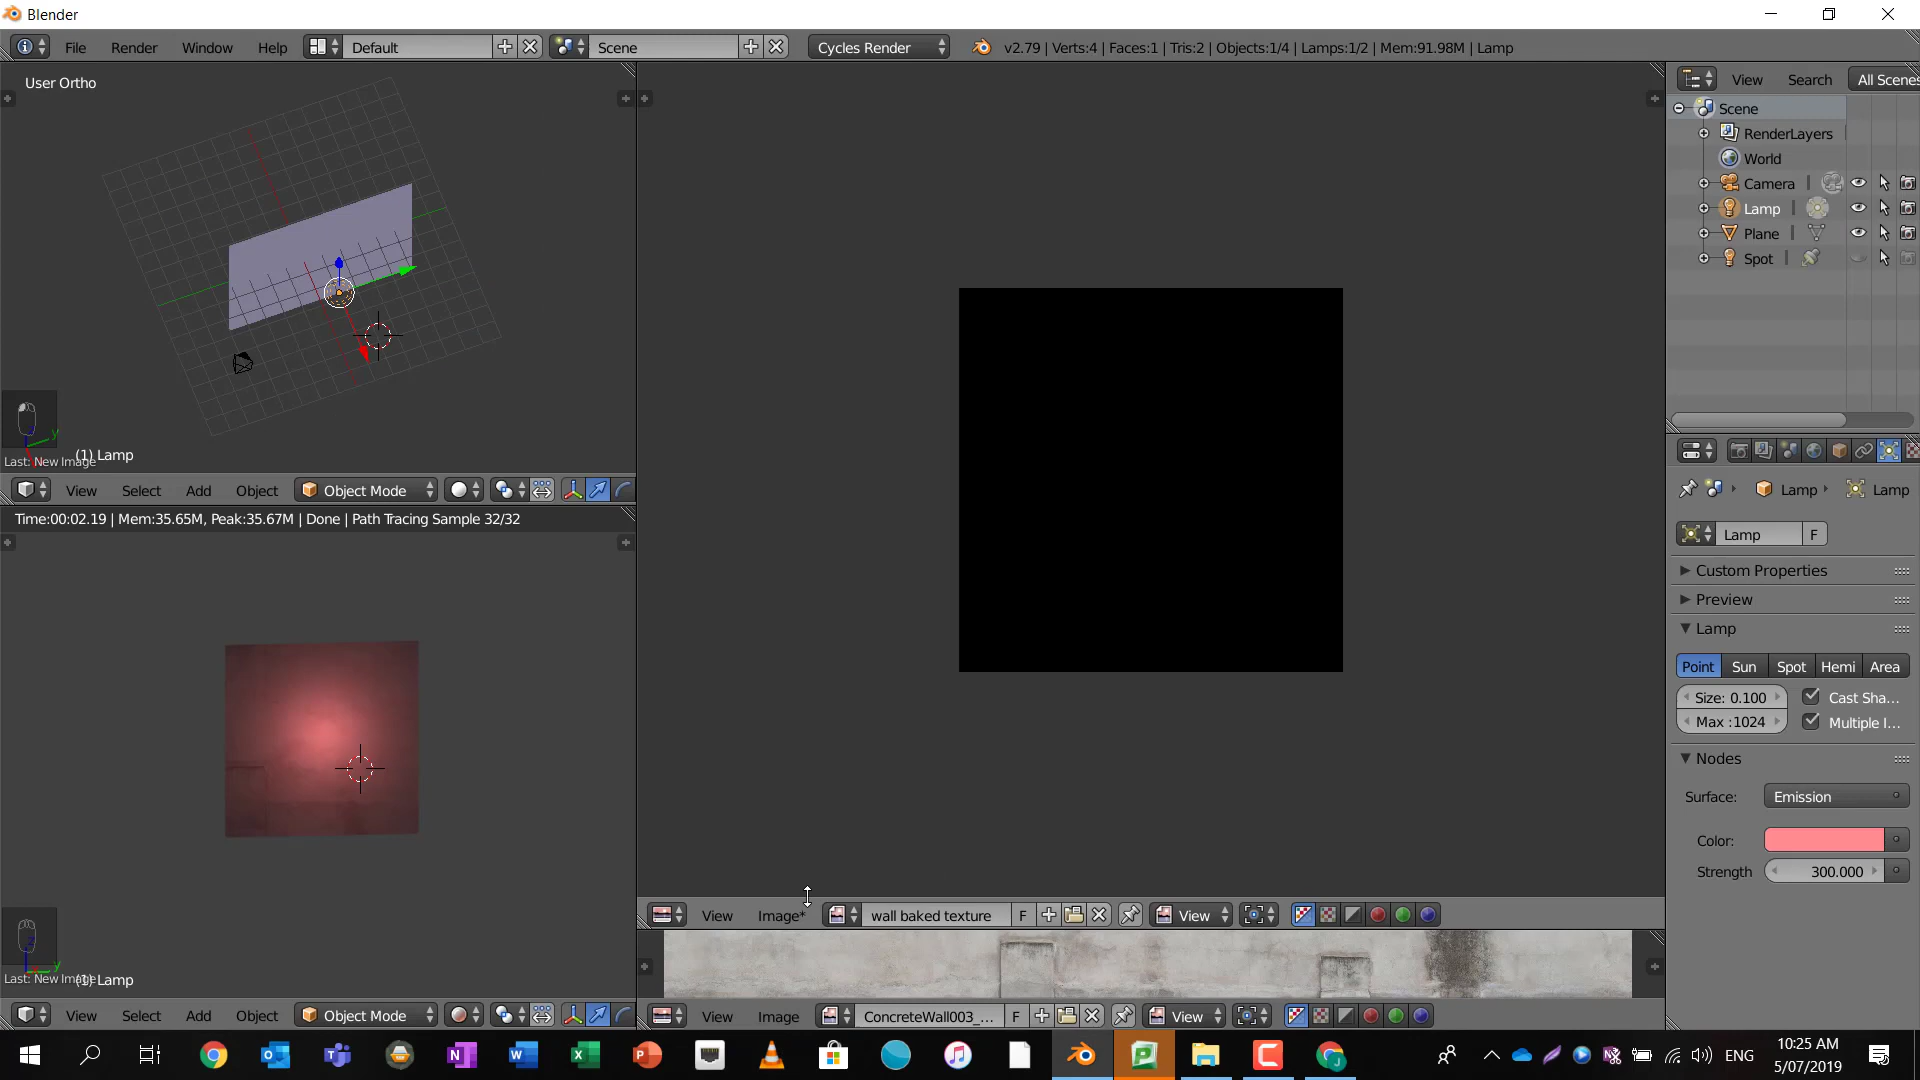 Blender
File Render Window Help Default Scene Cycles Render v2.79 | Verts:4 | Faces:1 | Tris:2 | Objects:1/4 | Lamps:1/2 | Mem:91.98M | Lamp
User Ortho
Last: New Image
(1) Lamp
View Select Add Object Object Mode
Time:00:02.19 | Mem:35.65M, Peak:35.67M | Done | Path Tracing Sample 32/32
Last: New Image
(1) Lamp
View Select Add Object Object Mode
View Image* wall baked texture F View
View Image ConcreteWall003_... F View
View Search All Scenes
Scene
RenderLayers
World
Camera
Lamp
Plane
Spot
Lamp Lamp
Lamp F
Custom Properties
Preview
Lamp
Point Sun Spot Hemi Area
Size: 0.100 Cast Sha...
Max :1024 Multiple I...
Nodes
Surface: Emission
Color:
Strength 300.000
ENG
10:25 AM
5/07/2019